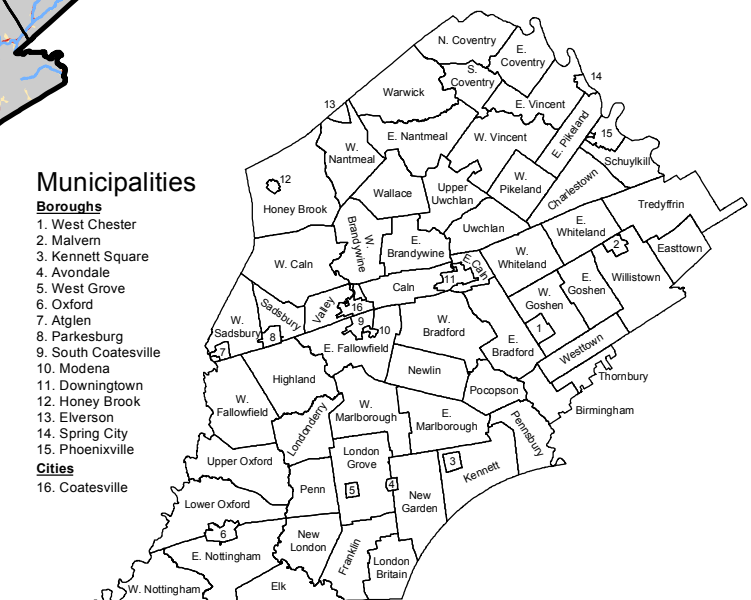 Municipalities
Boroughs
1. West Chester
2. Malvern
3. Kennett Square
4. Avondale
5. West Grove
6. Oxford
7. Atglen
8. Parkesburg
9. South Coatesville
10. Modena
11. Downingtown
12. Honey Brook
13. Elverson
14. Spring City
15. Phoenixville
Cities
16. Coatesville
N. Coventry
E.
Coventry
S.
Coventry
14
Warwick
13
E. Vincent
E. Nantmeal
W. Vincent
E. Pikeland
15
W.
Nantmeal
Schuylkill
12
Honey Brook
Wallace
Upper
Uwchlan
W.
Pikeland
Charlestown
Tredyffrin
W.
Brandywine
E.
Brandywine
Uwchlan
E.
Whiteland
2
Easttown
W. Caln
E.
Caln
W.
Whiteland
Willistown
11
Caln
W.
Goshen
E.
Goshen
Sadsbury
Valley
16
W.
Sadsbury
8
7
9
10
E. Fallowfield
W.
Bradford
E.
Bradford
1
Westtown
Thornbury
Highland
Newlin
Pocopson
Birmingham
W.
Fallowfield
Londonderry
W.
Marlborough
E.
Marlborough
Pennsbury
Upper Oxford
London
Grove
3
Kennett
Penn
5
4
New
Garden
Lower Oxford
6
New
London
Franklin
London
Britain
E. Nottingham
W. Nottingham
Elk